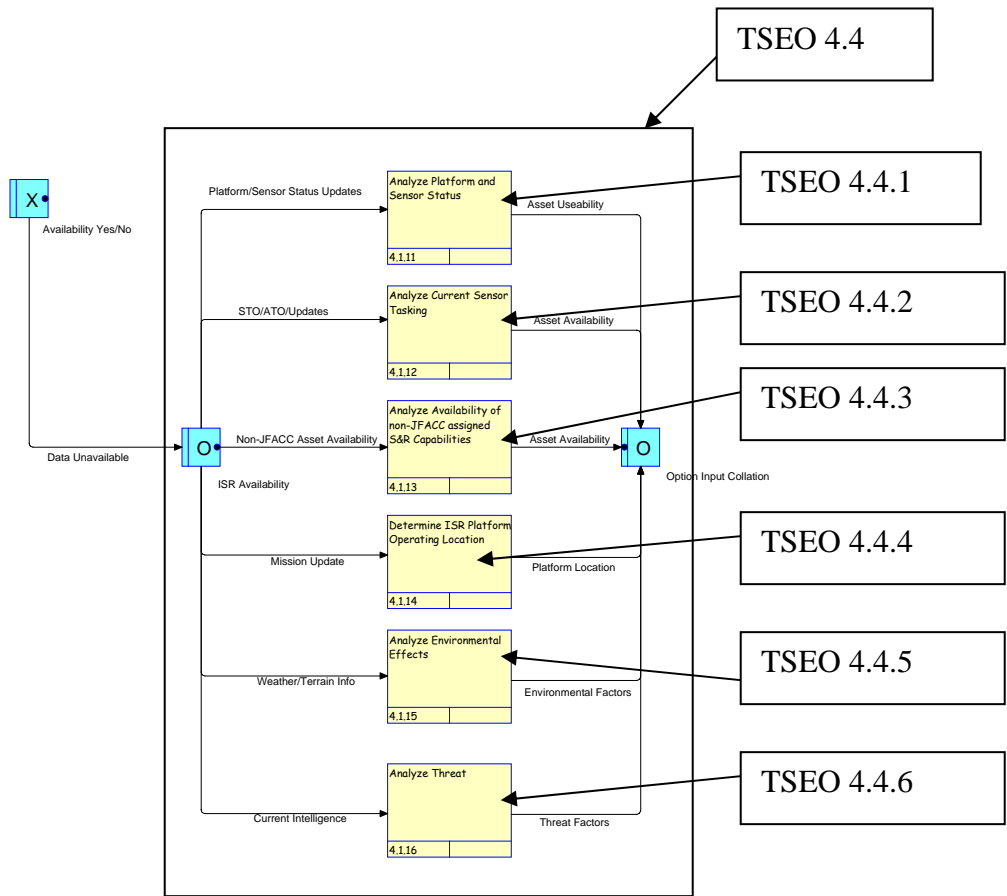 TSEO 4.4
X
Availability Yes/No
Platform/Sensor Status Updates
Analyze Platform and
Sensor Status
4.1.11
Asset Useability
TSEO 4.4.1
STO/ATO/Updates
Analyze Current Sensor
Tasking
4.1.12
Asset Availability
TSEO 4.4.2
Data Unavailable
O
ISR Availability
Non-JFACC Asset Availability
Analyze Availability of
non-JFACC assigned
S&R Capabilities
4.1.13
Asset Availability
O
Option Input Collation
TSEO 4.4.3
Mission Update
Determine ISR Platform
Operating Location
4.1.14
Platform Location
TSEO 4.4.4
Weather/Terrain Info
Analyze Environmental
Effects
4.1.15
Environmental Factors
TSEO 4.4.5
Current Intelligence
Analyze Threat
4.1.16
Threat Factors
TSEO 4.4.6